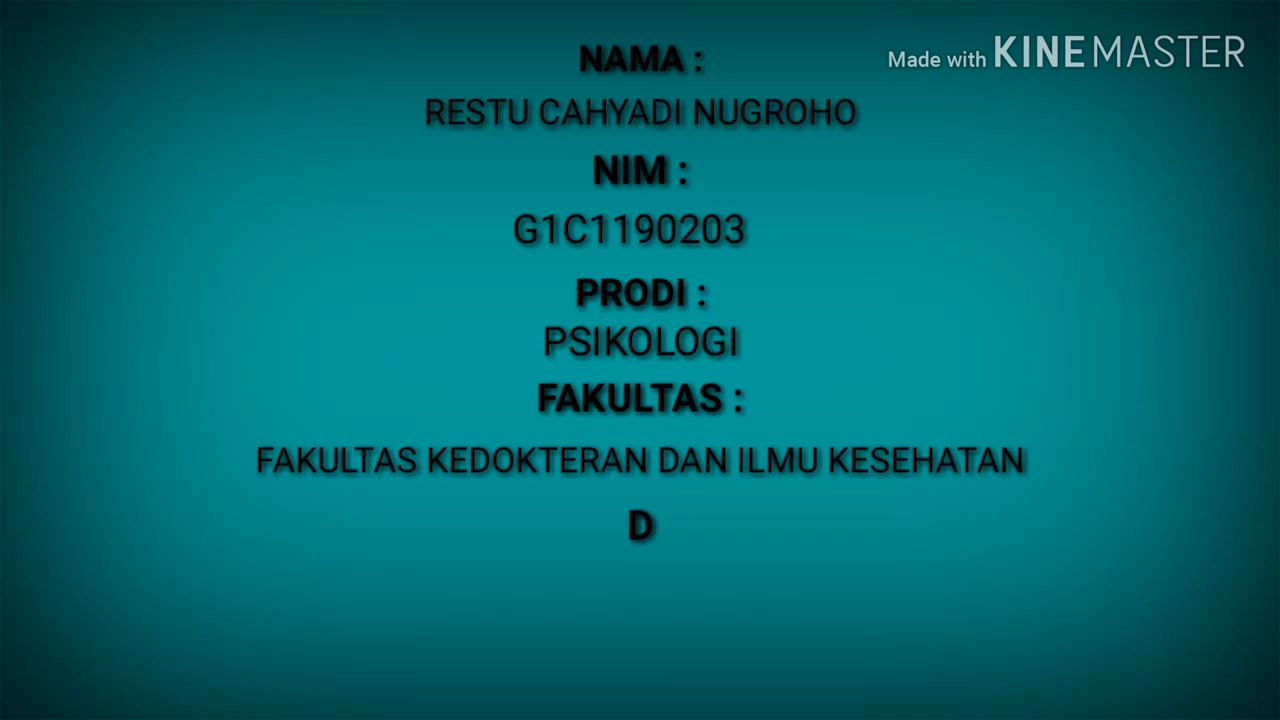 Made with KINEMASTER
NAMA :
RESTU CAHYADI NUGROHO
NIM :
G1C1190203
PRODI :
PSIKOLOGI
FAKULTAS :
FAKULTAS KEDOKTERAN DAN ILMU KESEHATAN
D